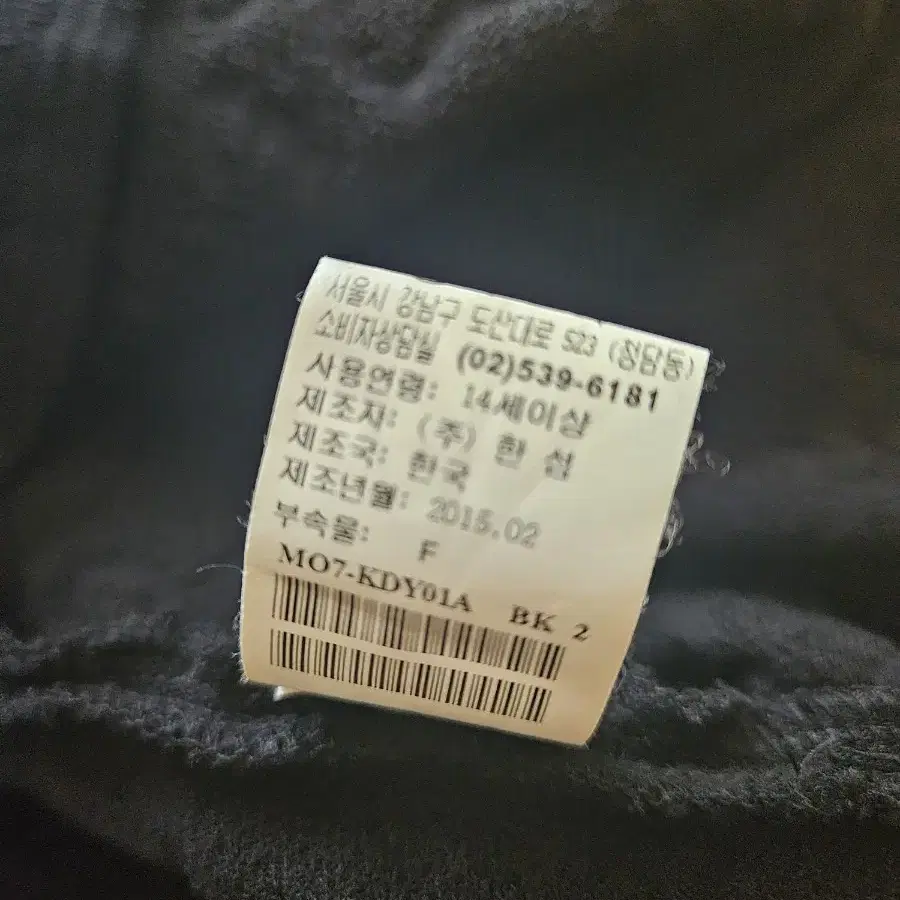 서울시 강남구 도산대로 523 (청담동)
소비자상담실 (02)539-6181
사용연령: 14세이상
제조자: (주) 한 섬
제조국: 한국
제조년월: 2015.02
부속물: F
MO7-KDY01A BK 2